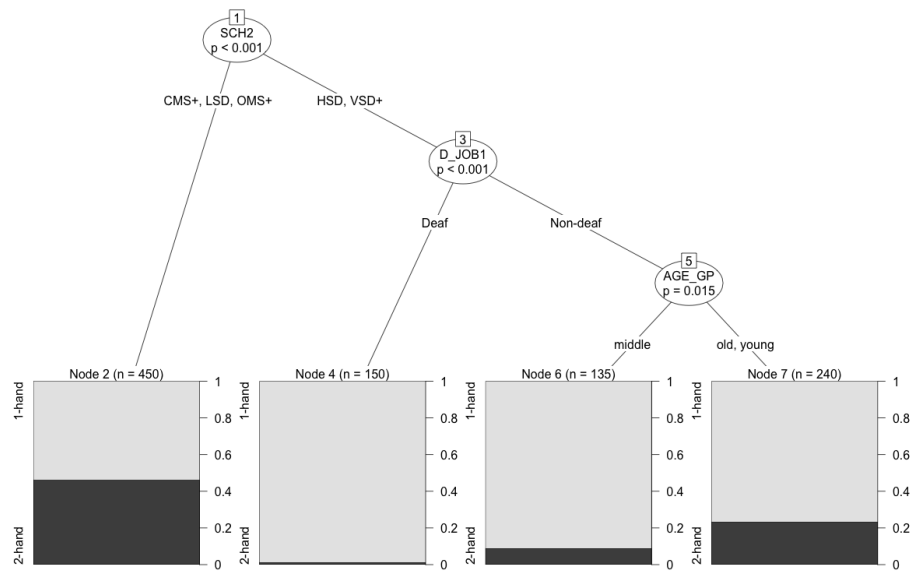 1
SCH2
p < 0.001
CMS+, LSD, OMS+
HSD, VSD+
3
D_JOB1
p < 0.001
Deaf
Non-deaf
5
AGE_GP
p = 0.015
middle
old, young
Node 2 (n = 450)
1-hand
2-hand
1
0.8
0.6
0.4
0.2
0
Node 4 (n = 150)
1-hand
2-hand
1
0.8
0.6
0.4
0.2
0
Node 6 (n = 135)
1-hand
2-hand
1
0.8
0.6
0.4
0.2
0
Node 7 (n = 240)
1-hand
2-hand
1
0.8
0.6
0.4
0.2
0